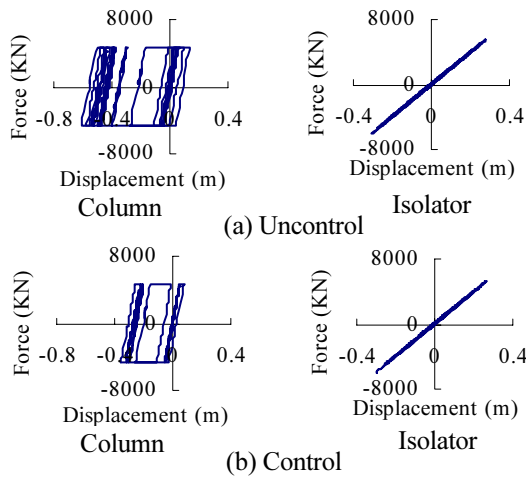 8000
8000
Force (KN)
Force (KN)
0
0
-0.8
-0.4
0
0.4
-0.4
0
0.4
-8000
-8000
Displacement (m)
Displacement (m)
Column
Isolator
(a) Uncontrol
8000
8000
Force (KN)
Force (KN)
0
0
-0.8
-0.4
0
0.4
-0.4
0
0.4
-8000
-8000
Displacement (m)
Displacement (m)
Column
Isolator
(b) Control